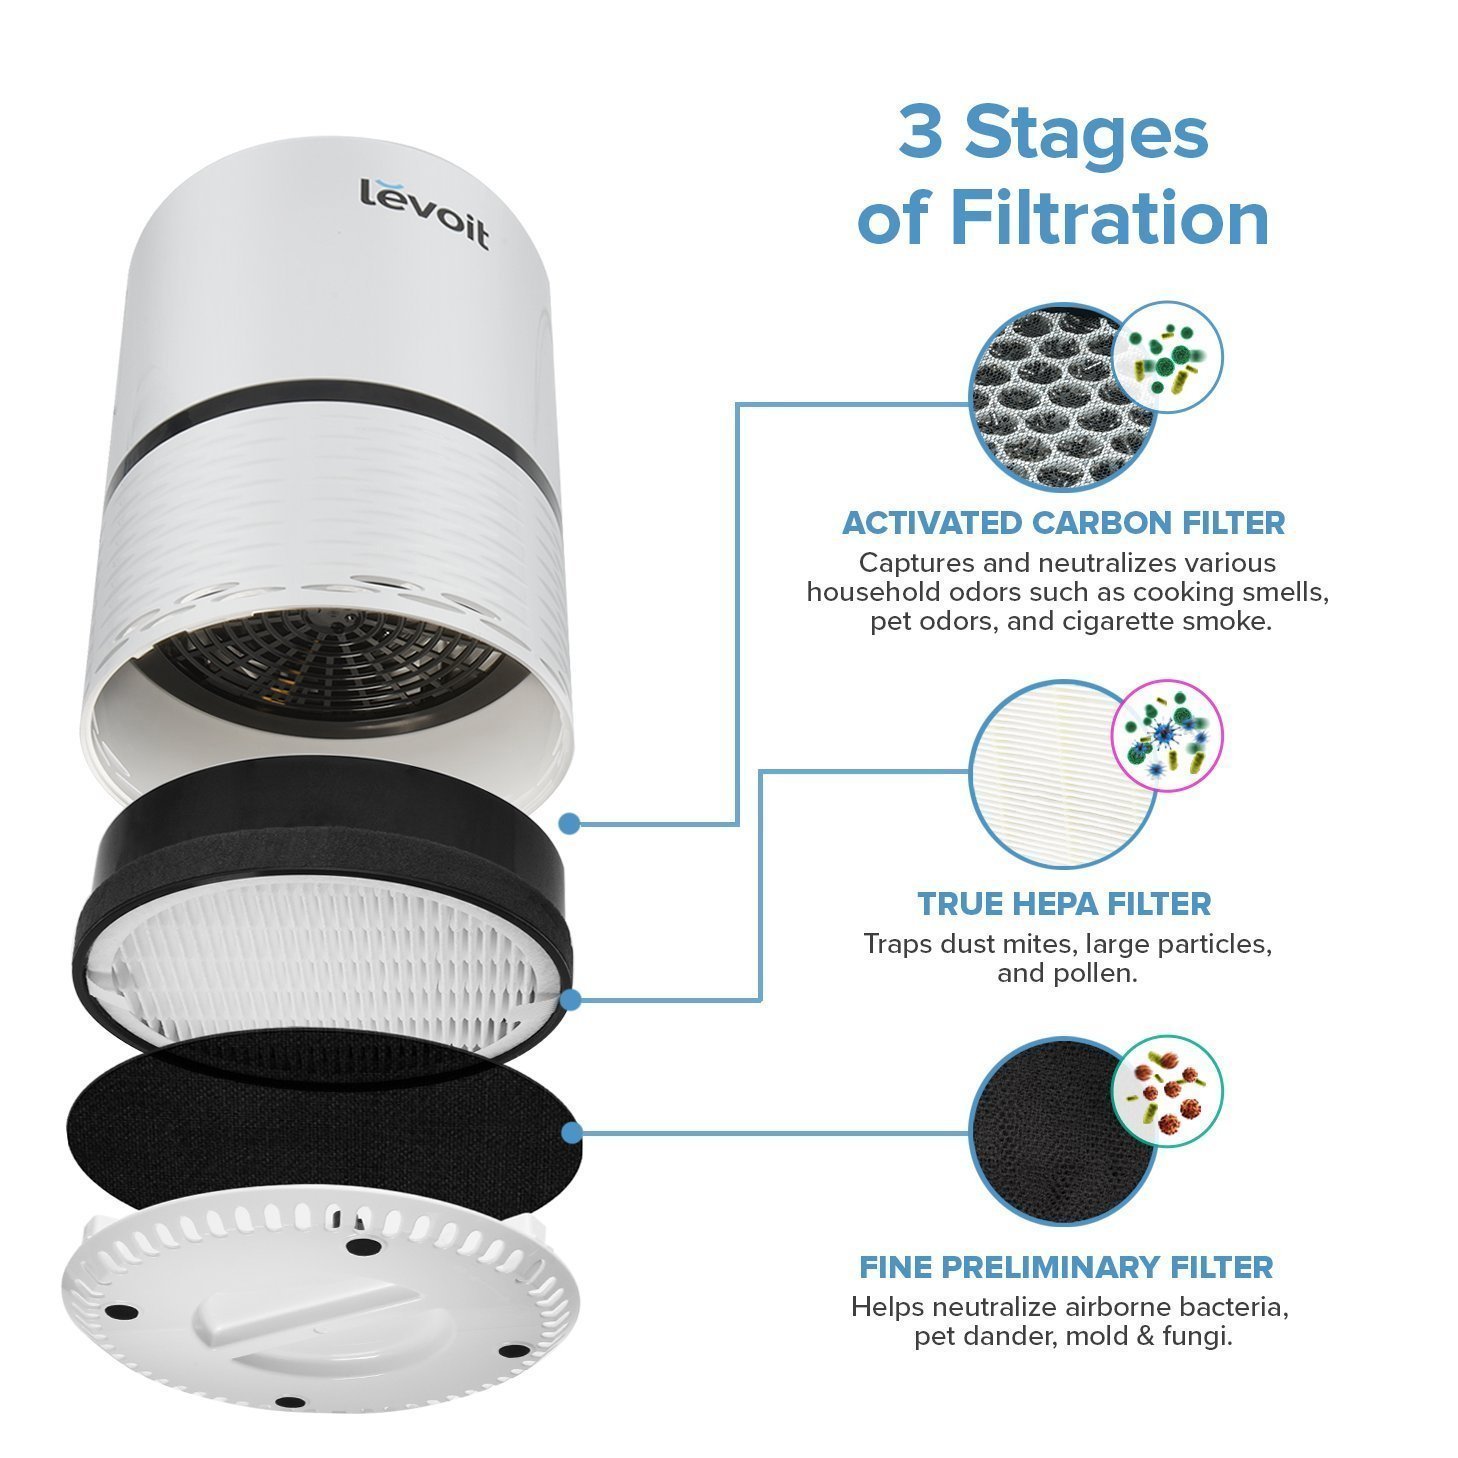 levoit
3 Stages
of Filtration
ACTIVATED CARBON FILTER
Captures and neutralizes various
household odors such as cooking smells,
pet odors, and cigarette smoke.
TRUE HEPA FILTER
Traps dust mites, large particles,
and pollen.
FINE PRELIMINARY FILTER
Helps neutralize airborne bacteria,
pet dander, mold & fungi.